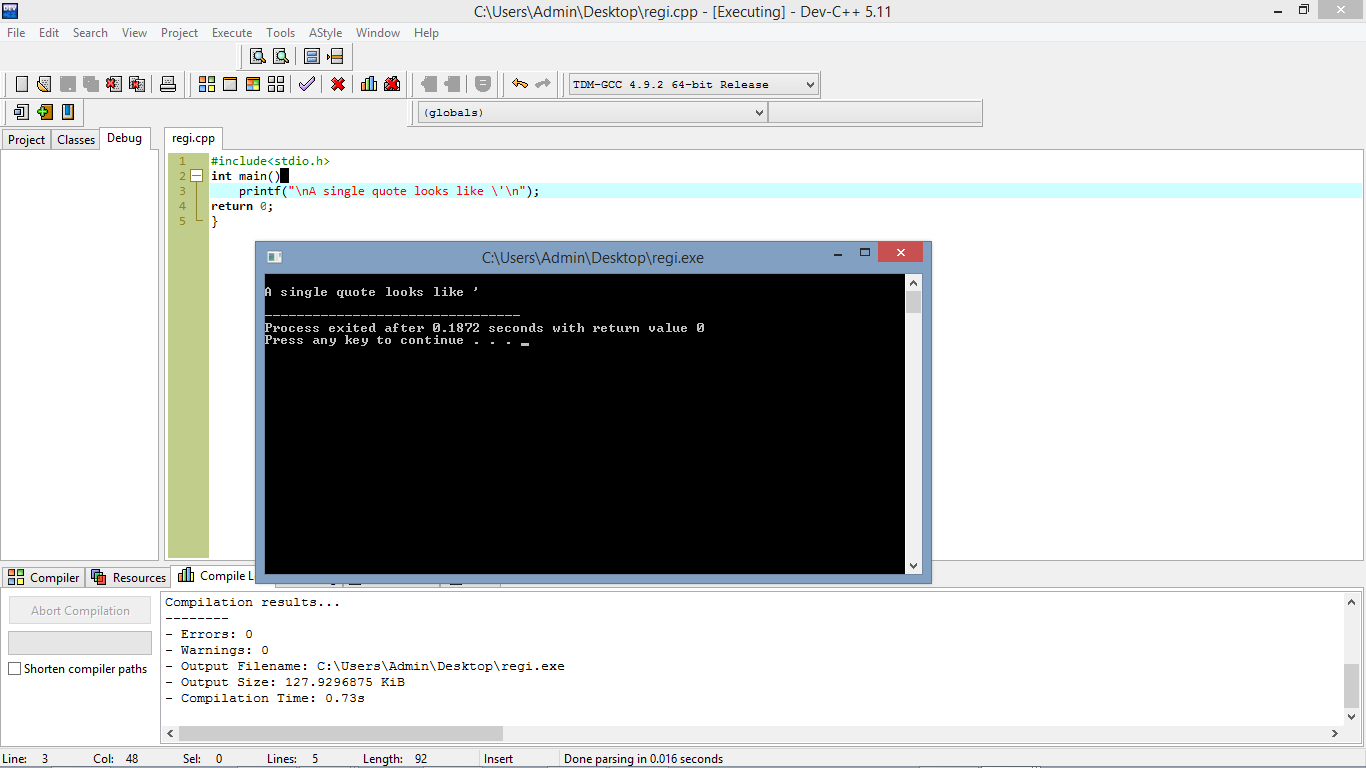 C:\Users\Admin\Desktop\regi.cpp - [Executing] - Dev-C++ 5.11
File Edit Search View Project Execute Tools AStyle Window Help
TDM-GCC 4.9.2 64-bit Release
(globals)
Project Classes Debug
regi.cpp
1 #include<stdio.h>
2 int main()
3 printf("\nA single quote looks like \'\n");
4 return 0;
5 }
C:\Users\Admin\Desktop\regi.exe
A single quote looks like '
--------------------------------
Process exited after 0.1872 seconds with return value 0
Press any key to continue . . . _
Compiler Resources Compile L
Abort Compilation
Shorten compiler paths
Compilation results...
--------
- Errors: 0
- Warnings: 0
- Output Filename: C:\Users\Admin\Desktop\regi.exe
- Output Size: 127.9296875 KiB
- Compilation Time: 0.73s
Line: 3 Col: 48 Sel: 0 Lines: 5 Length: 92 Insert Done parsing in 0.016 seconds